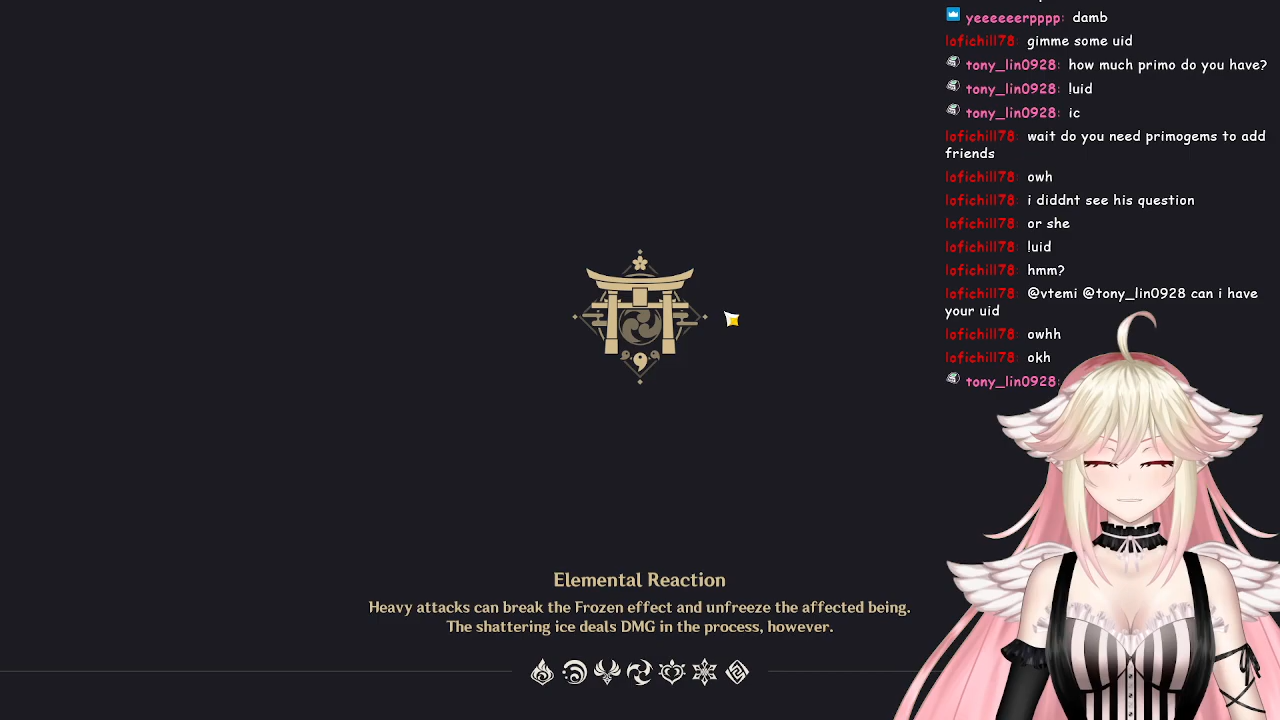 yeeeeeerpppp: damb
lofichill78: gimme some uid
tony_lin0928: how much primo do you have?
tony_lin0928: !uid
tony_lin0928: ic
lofichill78: wait do you need primogems to add
friends
lofichill78: owh
lofichill78: i diddnt see his question
lofichill78: or she
lofichill78: !uid
lofichill78: hmm?
lofichill78: @vtemi @tony_lin0928 can i have
your uid
lofichill78: owhh
lofichill78: okh
tony_lin0928:
Elemental Reaction
Heavy attacks can break the Frozen effect and unfreeze the affected being.
The shattering ice deals DMG in the process, however.